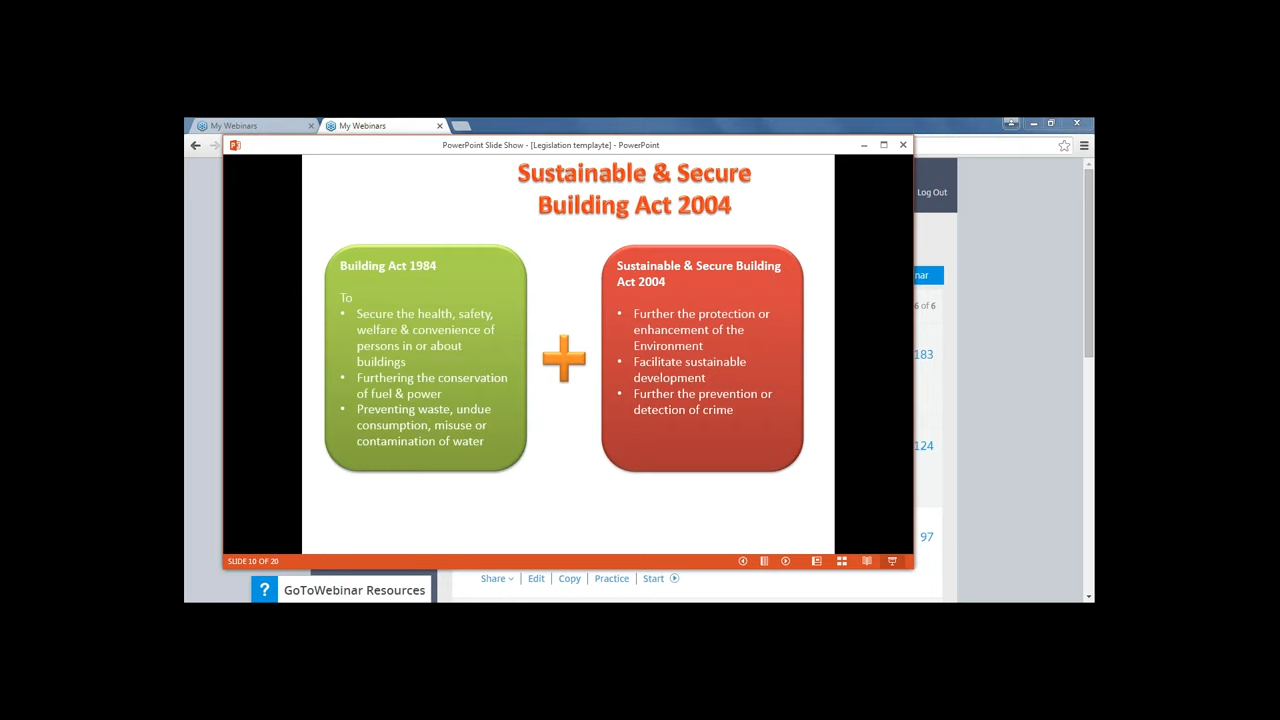 My Webinars
My Webinars
PowerPoint Slide Show - [Legislation templayte] - PowerPoint
Log Out
Sustainable & Secure
Building Act 2004
Building Act 1984
To
• Secure the health, safety,
welfare & convenience of
persons in or about
buildings
• Furthering the conservation
of fuel & power
• Preventing waste, undue
consumption, misuse or
contamination of water
Sustainable & Secure Building
Act 2004
• Further the protection or
enhancement of the
Environment
• Facilitate sustainable
development
• Further the prevention or
detection of crime
nar
6 of 6
183
124
97
SLIDE 10 OF 20
Share
Edit
Copy
Practice
Start
? GoToWebinar Resources